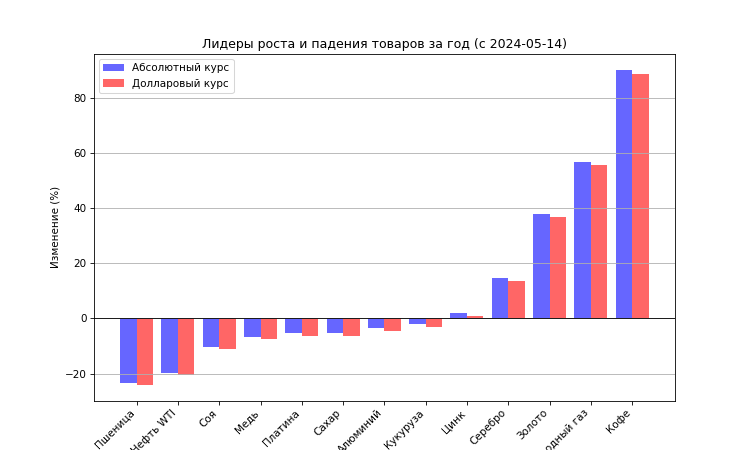 Лидеры роста и падения товаров за год (с 2024-05-14)
Абсолютный курс
Долларовый курс
Изменение (%)
80
60
40
20
0
−20
Пшеница
Нефть WTI
Соя
Медь
Платина
Сахар
Алюминий
Кукуруза
Цинк
Серебро
Золото
одный газ
Кофе